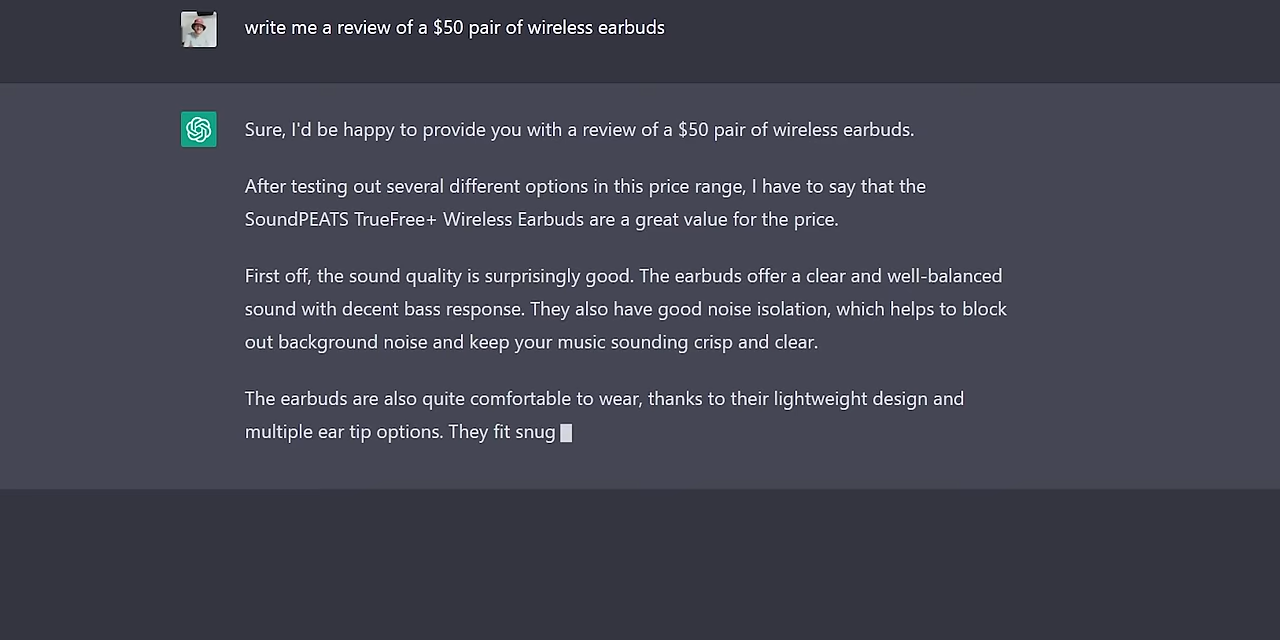 write me a review of a $50 pair of wireless earbuds
Sure, I'd be happy to provide you with a review of a $50 pair of wireless earbuds.
After testing out several different options in this price range, I have to say that the
SoundPEATS TrueFree+ Wireless Earbuds are a great value for the price.
First off, the sound quality is surprisingly good. The earbuds offer a clear and well-balanced
sound with decent bass response. They also have good noise isolation, which helps to block
out background noise and keep your music sounding crisp and clear.
The earbuds are also quite comfortable to wear, thanks to their lightweight design and
multiple ear tip options. They fit snug